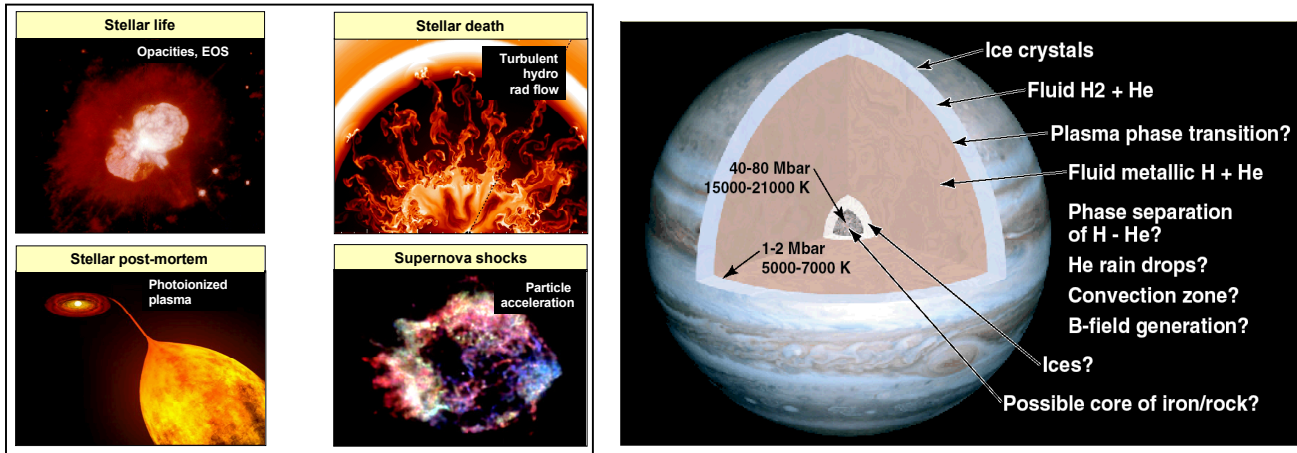 Stellar life
Opacities, EOS
Stellar death
Turbulent
hydro
rad flow
Stellar post-mortem
Photoionized
plasma
Supernova shocks
Particle
acceleration
Ice crystals
Fluid H2 + He
Plasma phase transition?
Fluid metallic H + He
40-80 Mbar
15000-21000 K
Phase separation
of H - He?
1-2 Mbar
5000-7000 K
He rain drops?
Convection zone?
B-field generation?
Ices?
Possible core of iron/rock?